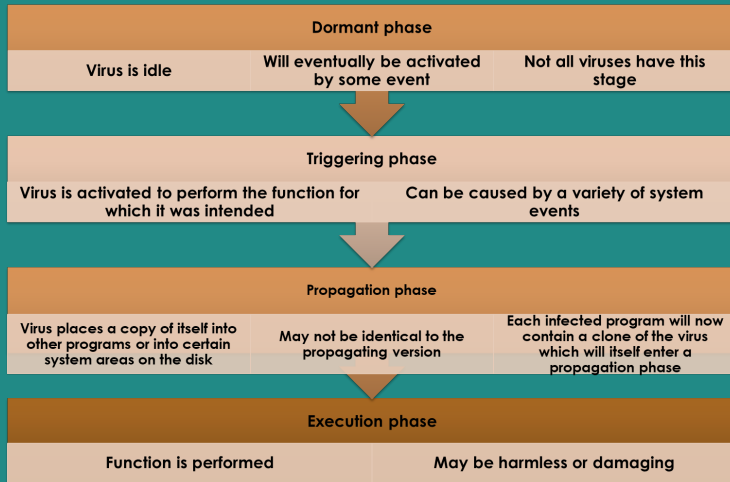 Dormant phase
Virus is idle
Will eventually be activated
by some event
Not all viruses have this
stage
Triggering phase
Virus is activated to perform the function for
which it was intended
Can be caused by a variety of system
events
Propagation phase
Virus places a copy of itself into
other programs or into certain
system areas on the disk
May not be identical to the
propagating version
Each infected program will now
contain a clone of the virus
which will itself enter a
propagation phase
Execution phase
Function is performed
May be harmless or damaging